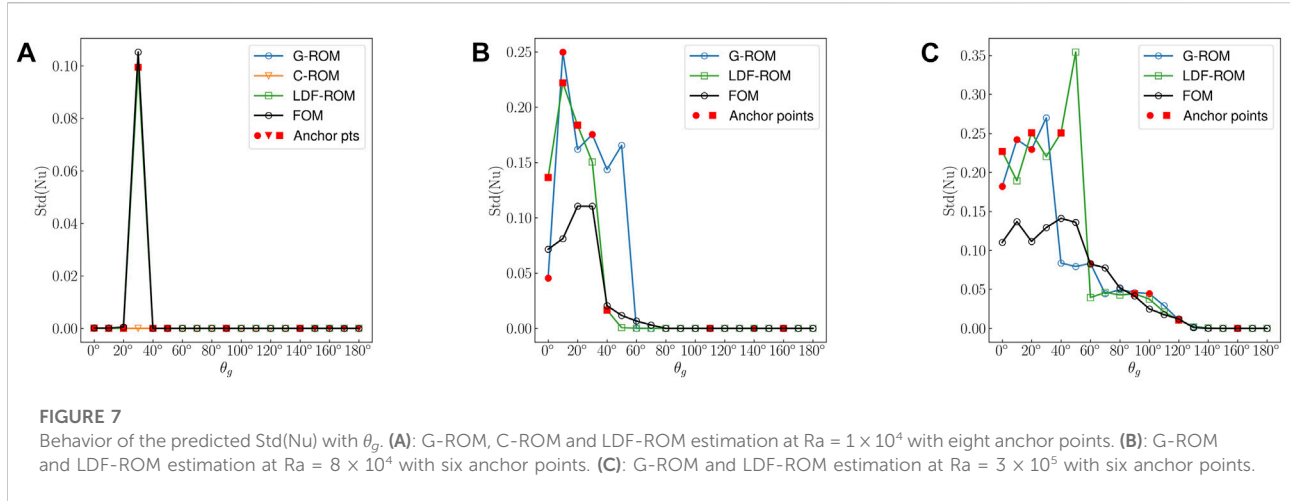 A
G-ROM
C-ROM
LDF-ROM
FOM
Anchor pts
Std(Nu)
0.10
0.08
0.06
0.04
0.02
0.00
0° 20° 40° 60° 80° 100° 120° 140° 160° 180°
θg
B
G-ROM
LDF-ROM
FOM
Anchor points
Std(Nu)
0.25
0.20
0.15
0.10
0.05
0.00
0° 20° 40° 60° 80° 100° 120° 140° 160° 180°
θg
C
G-ROM
LDF-ROM
FOM
Anchor points
Std(Nu)
0.35
0.30
0.25
0.20
0.15
0.10
0.05
0.00
0° 20° 40° 60° 80° 100° 120° 140° 160° 180°
θg
FIGURE 7
Behavior of the predicted Std(Nu) with θg. (A): G-ROM, C-ROM and LDF-ROM estimation at Ra = 1 × 10⁴ with eight anchor points. (B): G-ROM
and LDF-ROM estimation at Ra = 8 × 10⁴ with six anchor points. (C): G-ROM and LDF-ROM estimation at Ra = 3 × 10⁵ with six anchor points.